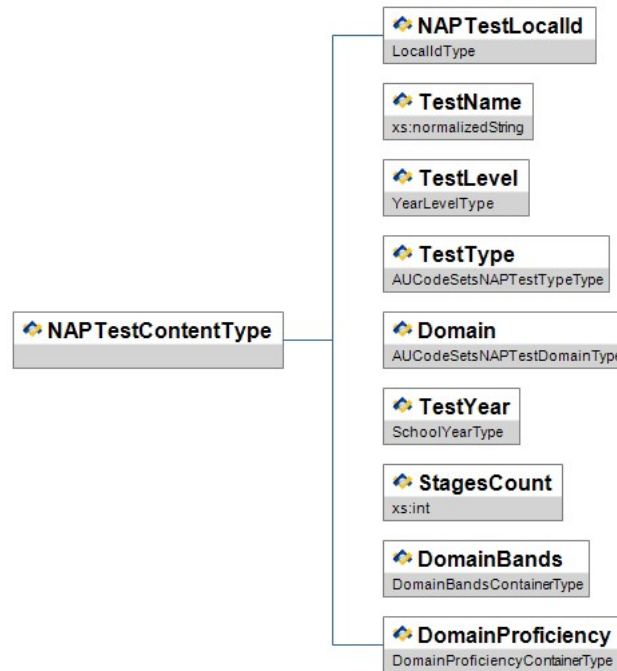 NAPTestLocalId
LocalIdType
TestName
xs:normalizedString
TestLevel
YearLevelType
TestType
AUCodeSetsNAPTestTypeType
NAPTestContentType
Domain
AUCodeSetsNAPTestDomainType
TestYear
SchoolYearType
StagesCount
xs:int
DomainBands
DomainBandsContainerType
DomainProficiency
DomainProficiencyContainerType